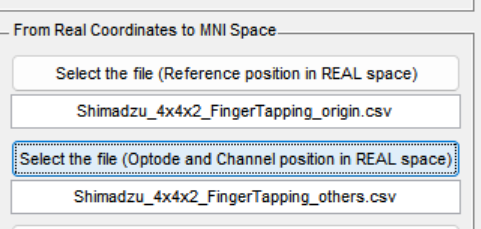 From Real Coordinates to MNI Space
Select the file (Reference position in REAL space)
Shimadzu_4x4x2_FingerTapping_origin.csv
Select the file (Optode and Channel position in REAL space)
Shimadzu_4x4x2_FingerTapping_others.csv